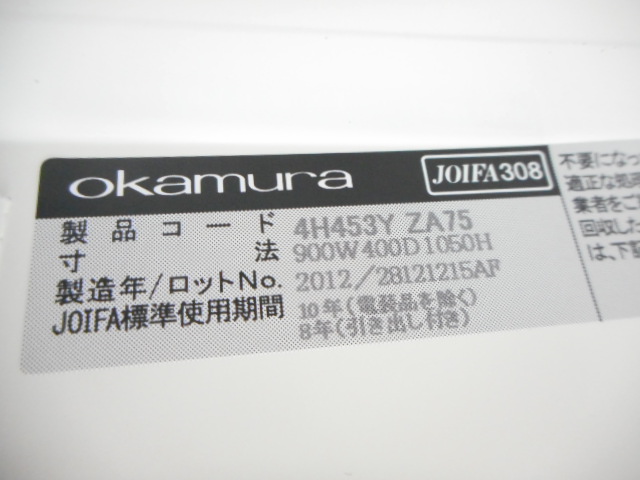 okamura JOIFA308
製品コード 4H453Y ZA75
寸法 900W400D1050H
製造年/ロットNo. 2012/28121215AF
JOIFA標準使用期間 10年(電装品を除く)
8年(引き出し付き)
不要になっ
適正な処
業者をご
回収した
は、下